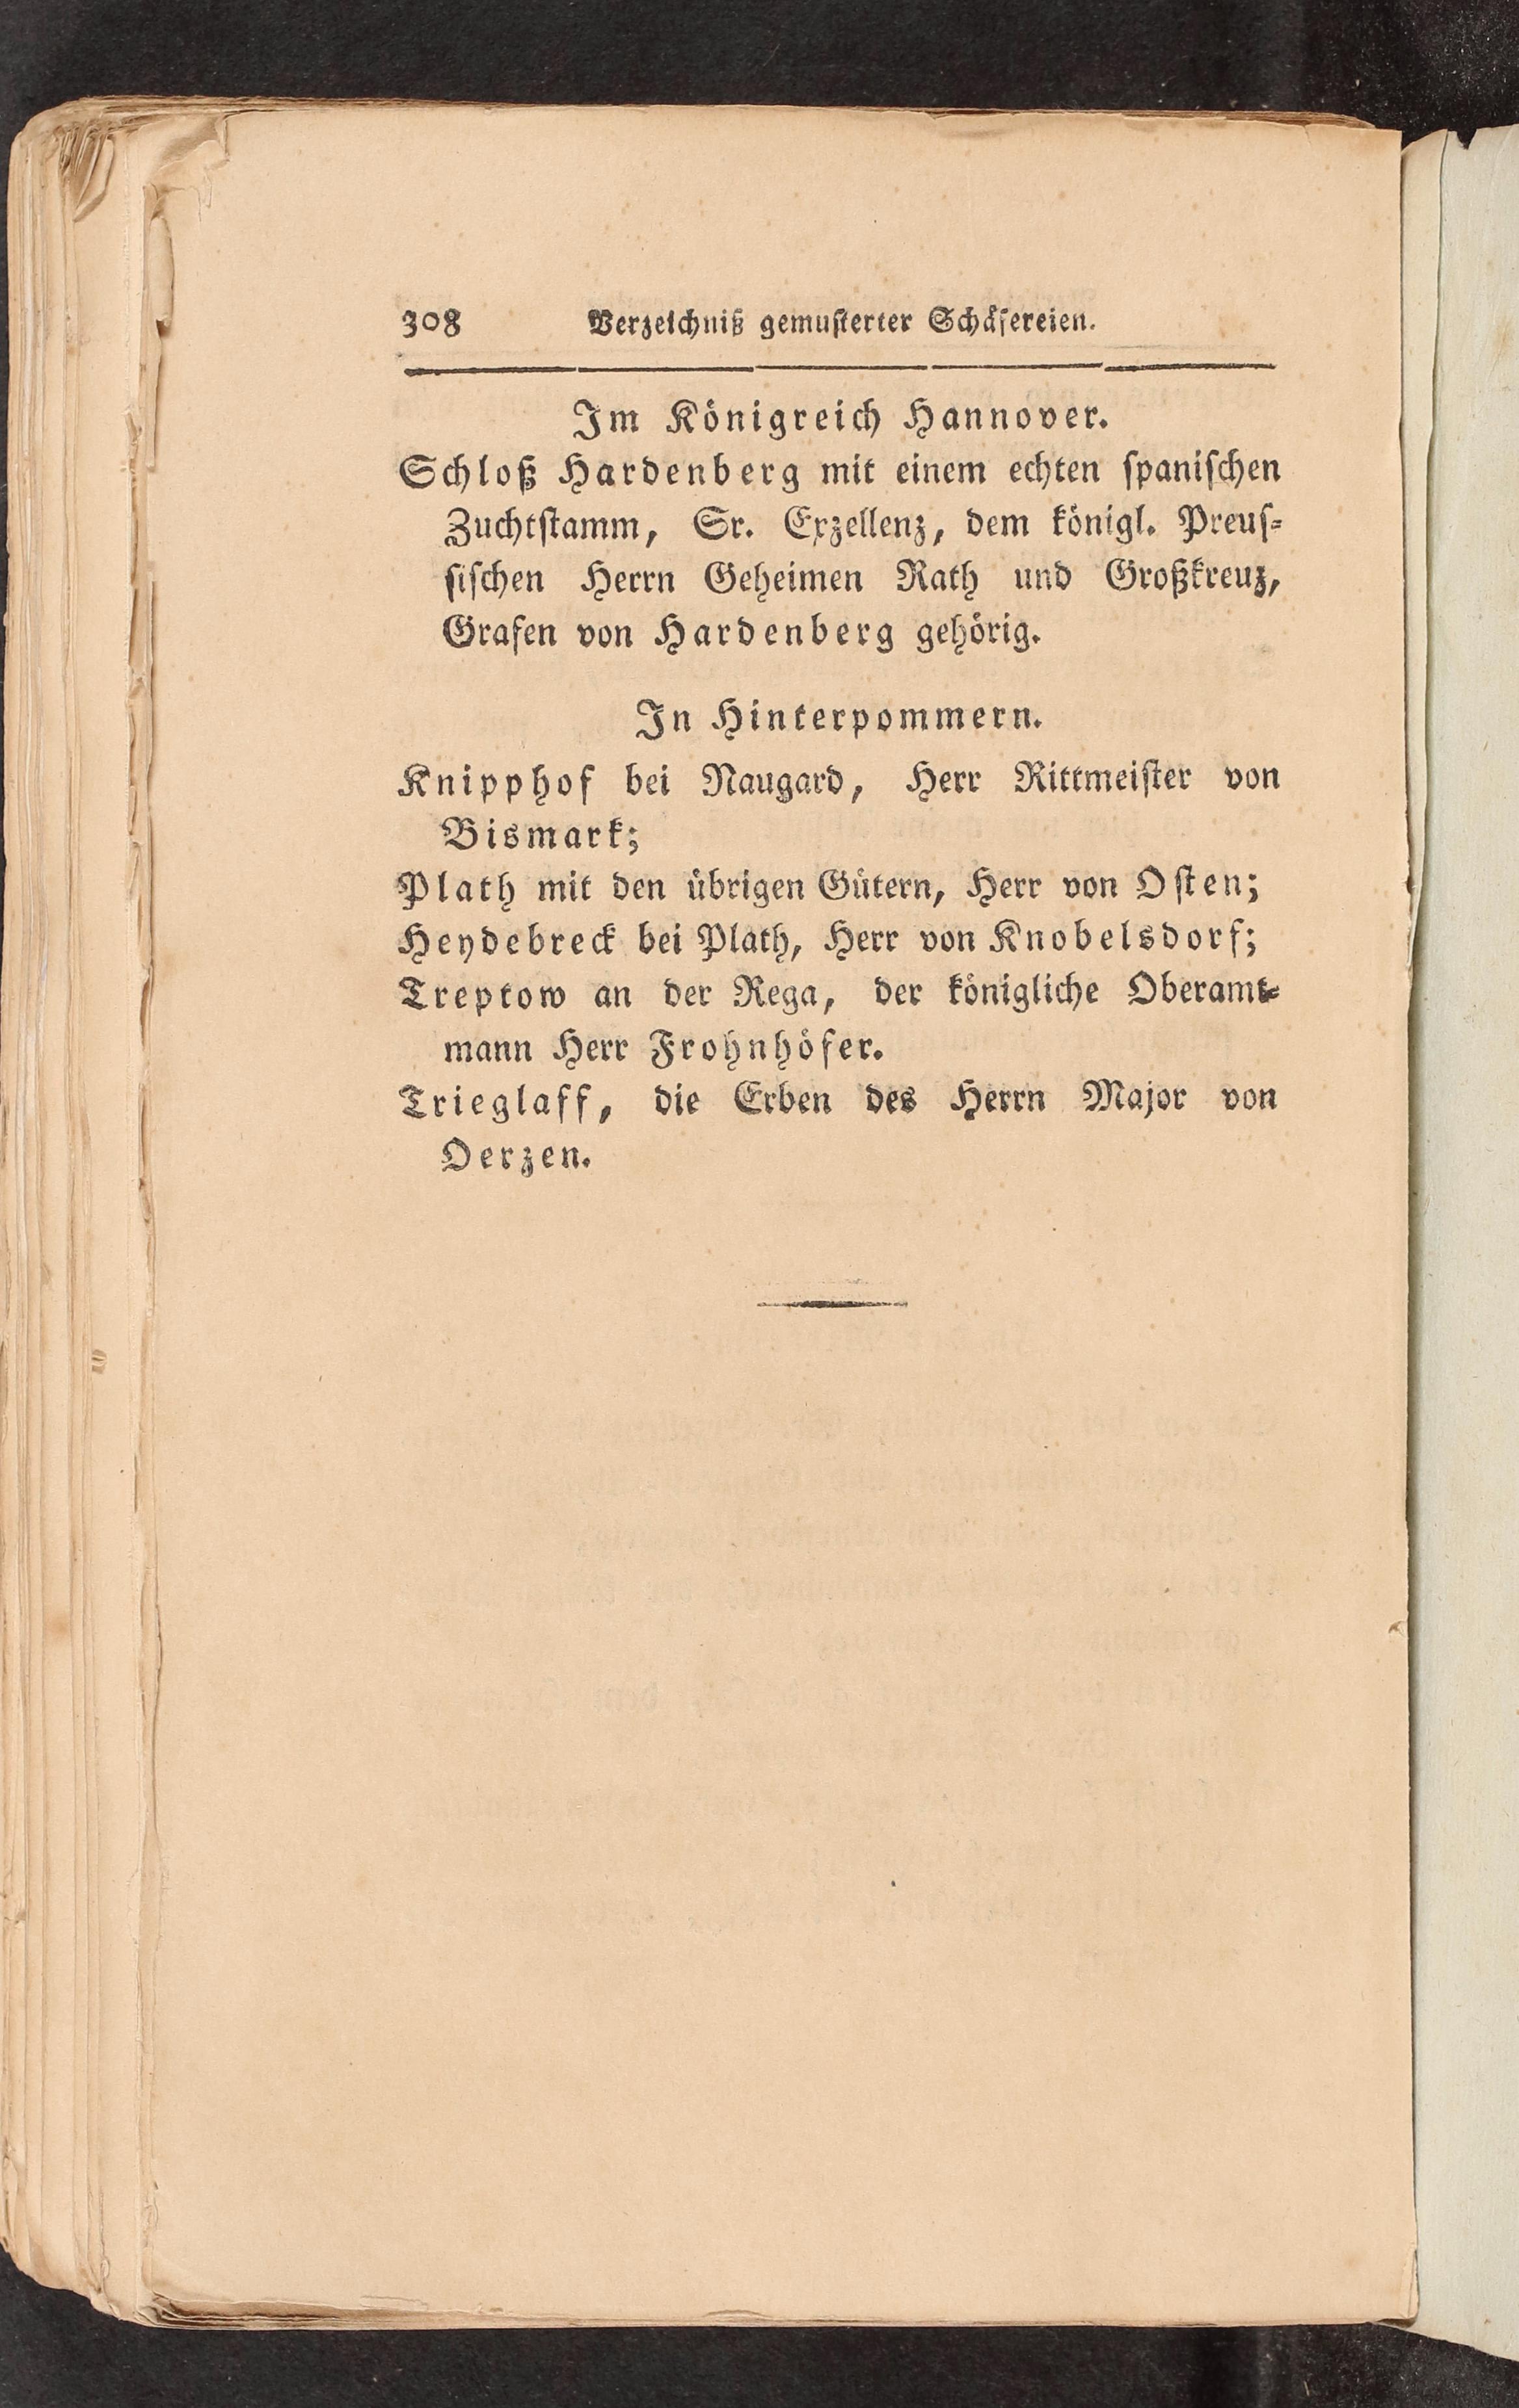 308 Verzeichniß gemusterter Schäfereien.
Im Königreich Hannover.
Schloß Hardenberg mit einem echten spanischen
Zuchtstamm, Sr. Exzellenz, dem königl. Preus-
sischen Herrn Geheimen Rath und Großkreuz,
Grafen von Hardenberg gehörig.
In Hinterpommern.
Knipphof bei Naugard, Herr Rittmeister von
Bismark;
Plath mit den übrigen Gütern, Herr von Osten;
Heydebreck bei Plath, Herr von Knobelsdorf;
Treptow an der Rega, der königliche Oberamt-
mann Herr Frohnhöfer.
Trieglaff, die Erben des Herrn Major von
Oerzen.